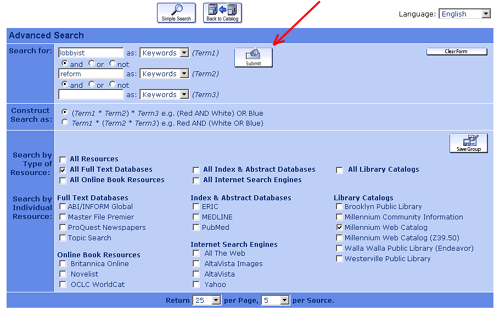 Simple Search Back to Catalog Language: English
Advanced Search
Search for: lobbyist as: Keywords (Term1) Submit Clear Form
and or not
reform as: Keywords (Term2)
and or not
as: Keywords (Term3)
Construct Search as: (Term1 * Term2) * Term3 e.g. (Red AND White) OR Blue
Term1 * (Term2 * Term3) e.g. Red AND (White OR Blue)
Save Group
Search by Type of Resource:
All Resources
All Full Text Databases All Index & Abstract Databases All Library Catalogs
All Online Book Resources All Internet Search Engines
Search by Individual Resource:
Full Text Databases
ABI/INFORM Global
Master File Premier
ProQuest Newspapers
Topic Search
Online Book Resources
Britannica Online
Novelist
OCLC WorldCat
Index & Abstract Databases
ERIC
MEDLINE
PubMed
Internet Search Engines
All The Web
AltaVista Images
AltaVista
Yahoo
Library Catalogs
Brooklyn Public Library
Millennium Community Information
Millennium Web Catalog
Millennium Web Catalog (Z39.50)
Walla Walla Public Library (Endeavor)
Westerville Public Library
Return 25 per Page, 5 per Source.